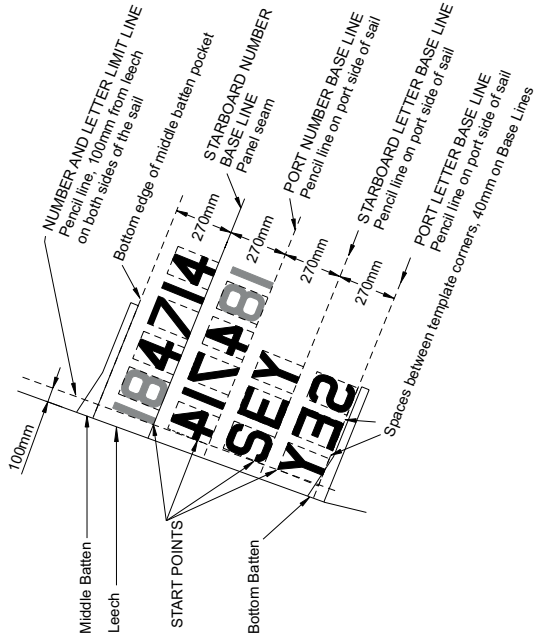 100mm
NUMBER AND LETTER LIMIT LINE
Pencil line, 100mm from leech
on both sides of the sail
Bottom edge of middle batten pocket
STARBOARD NUMBER
BASE LINE
Panel seam
PORT NUMBER BASE LINE
Pencil line on port side of sail
STARBOARD LETTER BASE LINE
Pencil line on port side of sail
PORT LETTER BASE LINE
Pencil line on port side of sail
Spaces between template corners, 40mm on Base Lines
270mm
270mm
270mm
270mm
184714
184714
SEY
SEY
Middle Batten
Leech
START POINTS
Bottom Batten